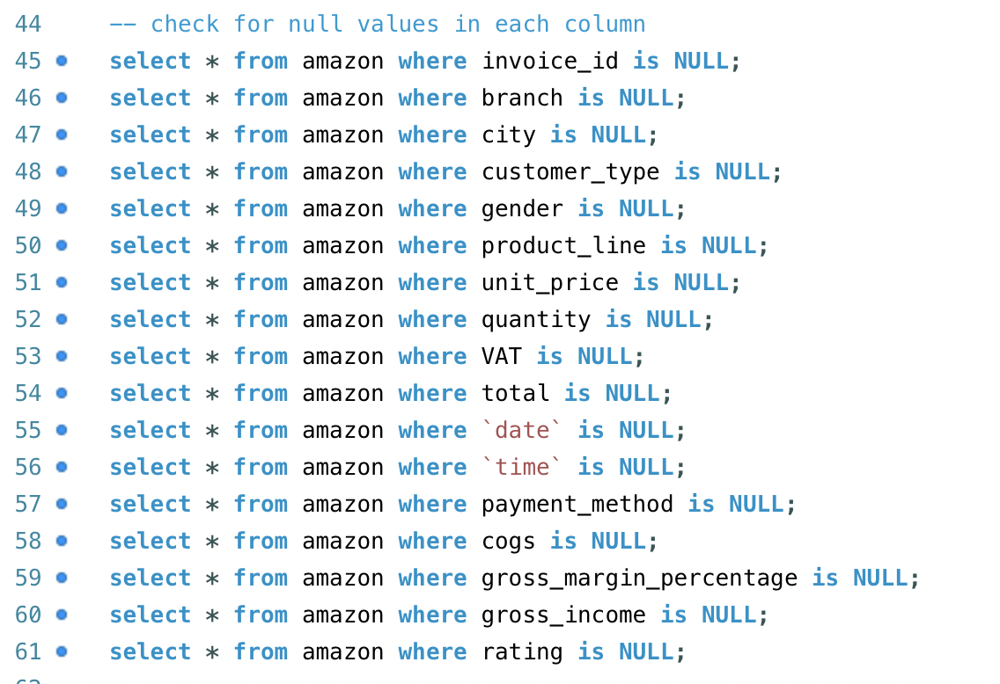 44 -- check for null values in each column
45 select * from amazon where invoice_id is NULL;
46 select * from amazon where branch is NULL;
47 select * from amazon where city is NULL;
48 select * from amazon where customer_type is NULL;
49 select * from amazon where gender is NULL;
50 select * from amazon where product_line is NULL;
51 select * from amazon where unit_price is NULL;
52 select * from amazon where quantity is NULL;
53 select * from amazon where VAT is NULL;
54 select * from amazon where total is NULL;
55 select * from amazon where `date` is NULL;
56 select * from amazon where `time` is NULL;
57 select * from amazon where payment_method is NULL;
58 select * from amazon where cogs is NULL;
59 select * from amazon where gross_margin_percentage is NULL;
60 select * from amazon where gross_income is NULL;
61 select * from amazon where rating is NULL;